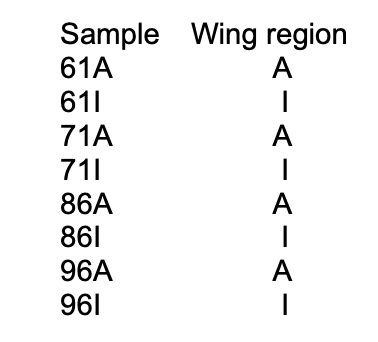 Sample Wing region
61A A
61I I
71A A
71I I
86A A
86I I
96A A
96I I